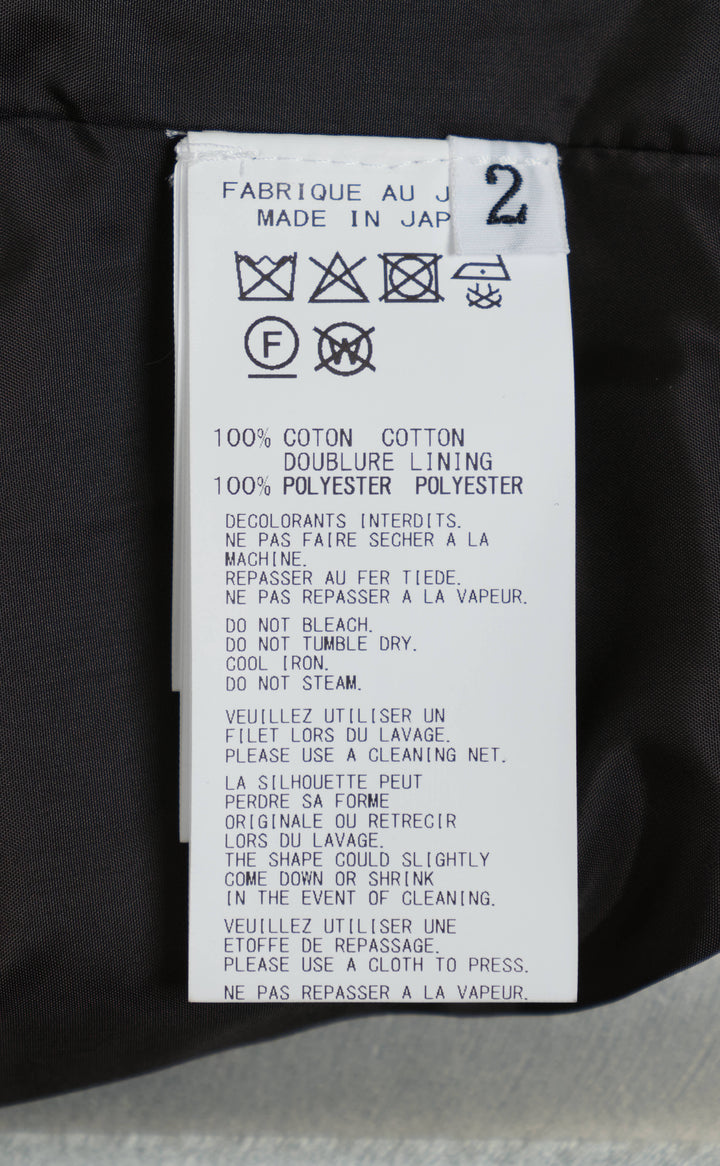 FABRIQUE AU J
2
MADE IN JAP
F
W
100% COTON COTTON
DOUBLURE LINING
100% POLYESTER POLYESTER
DECOLORANTS INTERDITS.
NE PAS FAIRE SECHER A LA
MACHINE.
REPASSER AU FER TIEDE.
NE PAS REPASSER A LA VAPEUR.
DO NOT BLEACH.
DO NOT TUMBLE DRY.
COOL IRON.
DO NOT STEAM.
VEUILLEZ UTILISER UN
FILET LORS DU LAVAGE.
PLEASE USE A CLEANING NET.
LA SILHOUETTE PEUT
PERDRE SA FORME
ORIGINALE OU RETRECIR
LORS DU LAVAGE.
THE SHAPE COULD SLIGHTLY
COME DOWN OR SHRINK
IN THE EVENT OF CLEANING.
VEUILLEZ UTILISER UNE
ETOFFE DE REPASSAGE.
PLEASE USE A CLOTH TO PRESS.
NE PAS REPASSER A LA VAPEUR.